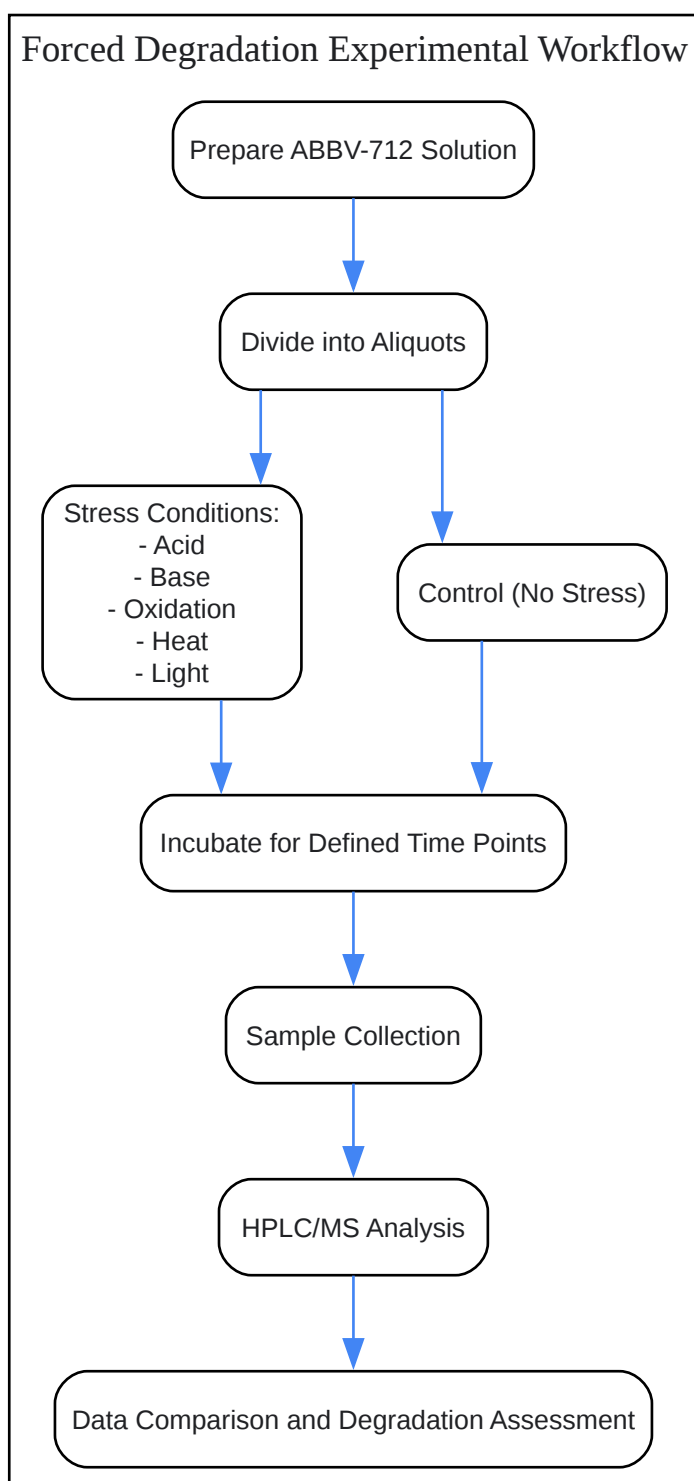 Forced Degradation Experimental Workflow
Prepare ABBV-712 Solution
Divide into Aliquots
Stress Conditions:
- Acid
- Base
- Oxidation
- Heat
- Light
Control (No Stress)
Incubate for Defined Time Points
Sample Collection
HPLC/MS Analysis
Data Comparison and Degradation Assessment